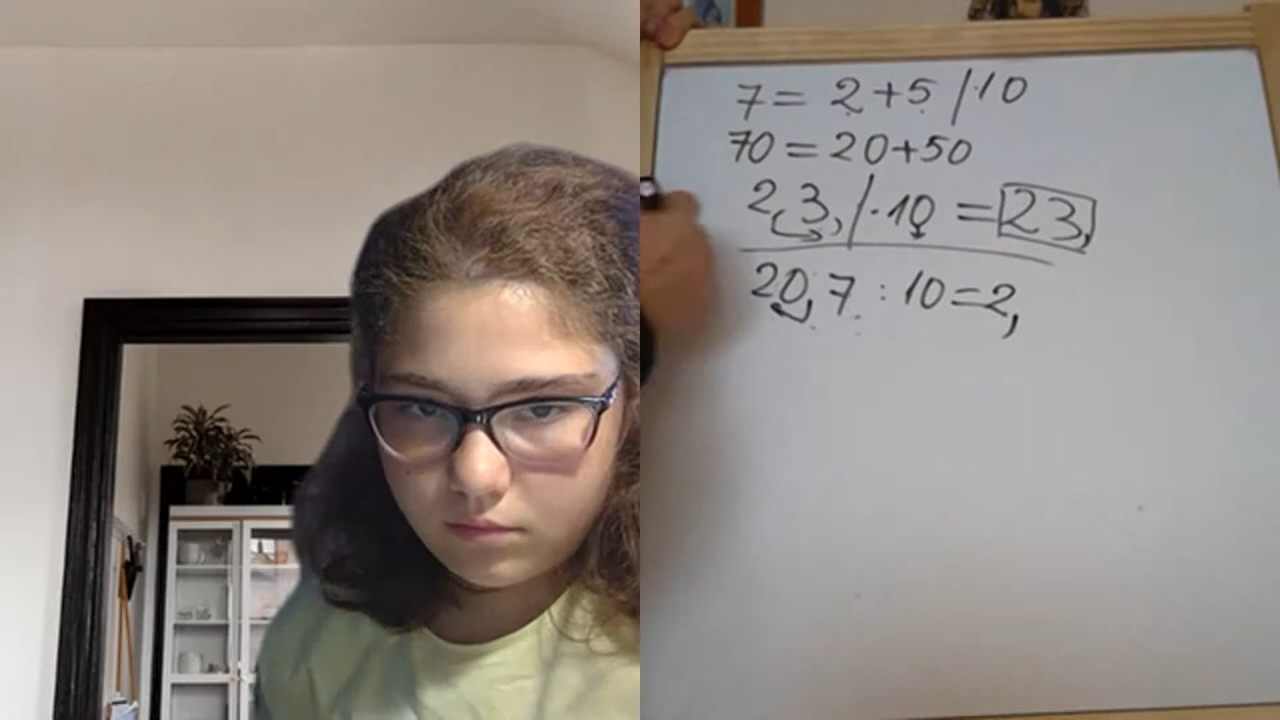 7 = 2 + 5 / · 10
70 = 20 + 50
2,3, / · 10 = 23,
20,7 : 10 = 2,